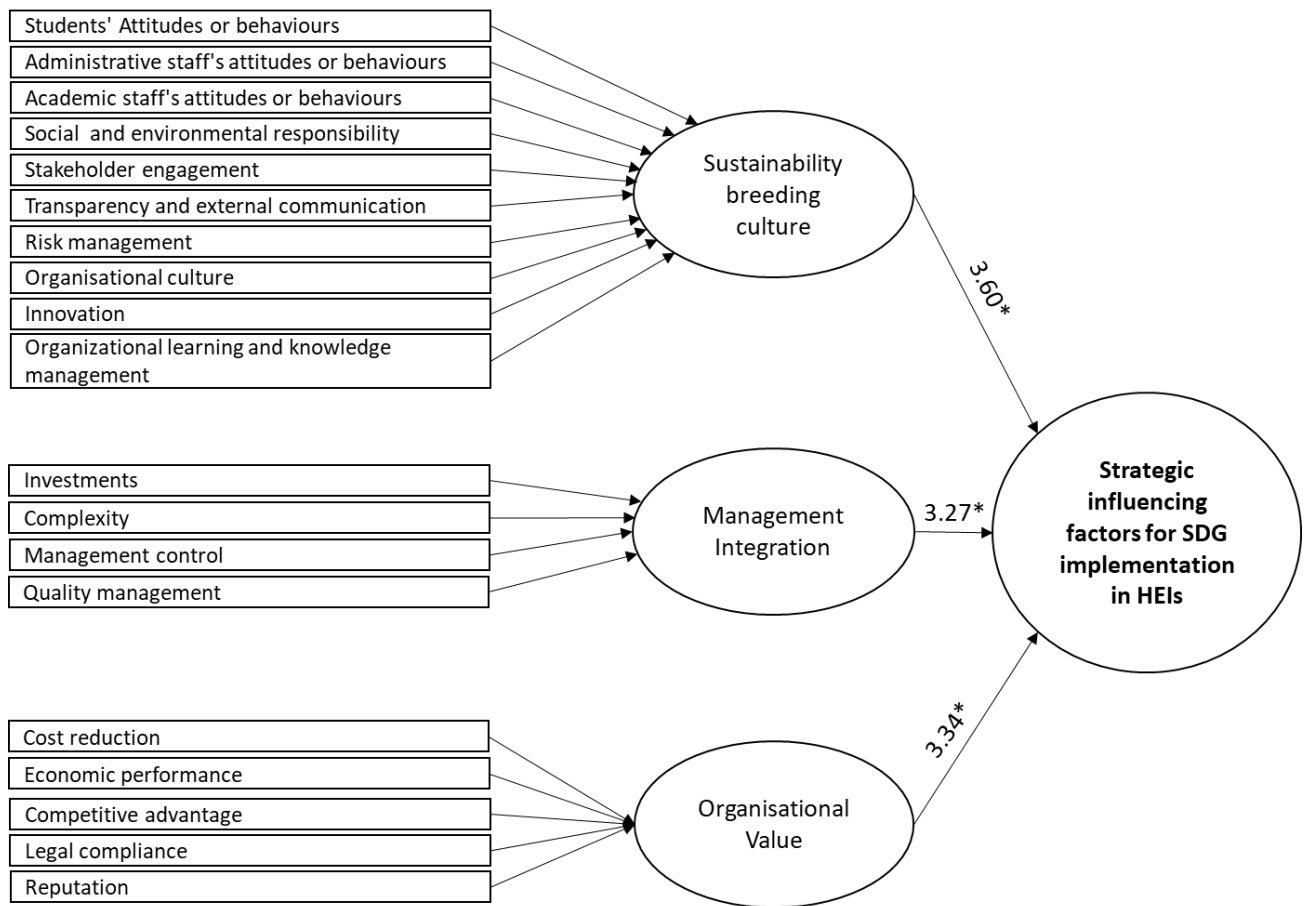 Students' Attitudes or behaviours
Administrative staff's attitudes or behaviours
Academic staff's attitudes or behaviours
Social and environmental responsibility
Stakeholder engagement
Transparency and external communication
Risk management
Organisational culture
Innovation
Organizational learning and knowledge
management
Sustainability
breeding
culture
3.60*
Investments
Complexity
Management control
Quality management
Management
Integration
3.27*
Strategic
influencing
factors for SDG
implementation
in HEIs
Cost reduction
Economic performance
Competitive advantage
Legal compliance
Reputation
Organisational
Value
3.34*